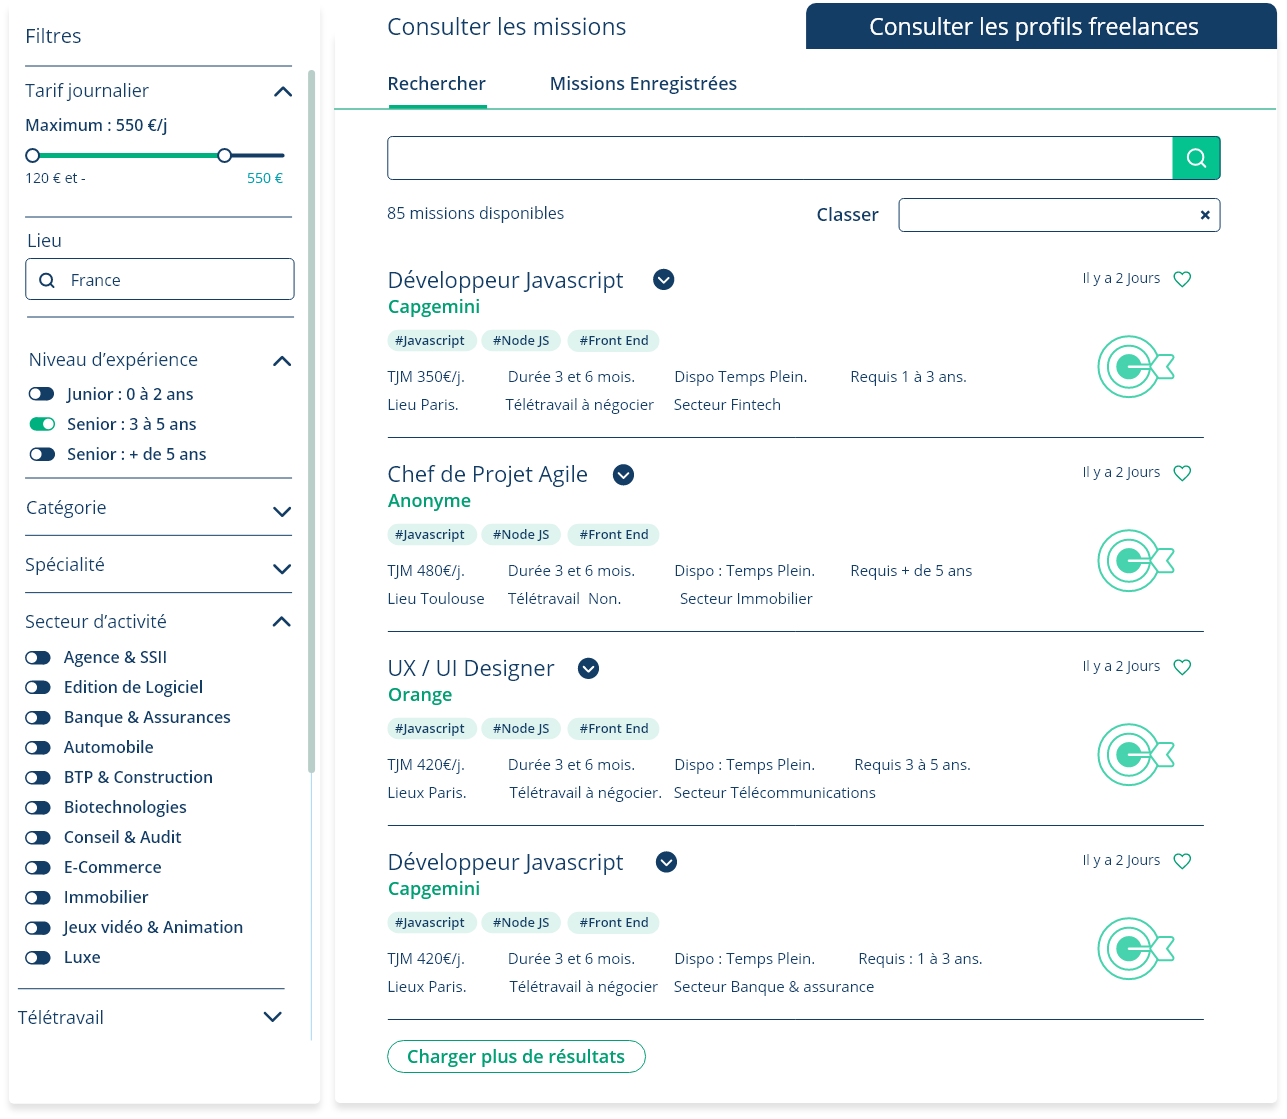 Filtres
Tarif journalier
Maximum : 550 €/j
120 € et - 550 €
Lieu
France
Niveau d’expérience
Junior : 0 à 2 ans
Senior : 3 à 5 ans
Senior : + de 5 ans
Catégorie
Spécialité
Secteur d’activité
Agence & SSII
Edition de Logiciel
Banque & Assurances
Automobile
BTP & Construction
Biotechnologies
Conseil & Audit
E-Commerce
Immobilier
Jeux vidéo & Animation
Luxe
Télétravail
Consulter les missions Consulter les profils freelances
Rechercher Missions Enregistrées
85 missions disponibles Classer
Développeur Javascript Il y a 2 Jours
Capgemini
#Javascript #Node JS #Front End
TJM 350€/j. Durée 3 et 6 mois. Dispo Temps Plein. Requis 1 à 3 ans.
Lieu Paris. Télétravail à négocier Secteur Fintech
Chef de Projet Agile Il y a 2 Jours
Anonyme
#Javascript #Node JS #Front End
TJM 480€/j. Durée 3 et 6 mois. Dispo : Temps Plein. Requis + de 5 ans
Lieu Toulouse Télétravail Non. Secteur Immobilier
UX / UI Designer Il y a 2 Jours
Orange
#Javascript #Node JS #Front End
TJM 420€/j. Durée 3 et 6 mois. Dispo : Temps Plein. Requis 3 à 5 ans.
Lieux Paris. Télétravail à négocier. Secteur Télécommunications
Développeur Javascript Il y a 2 Jours
Capgemini
#Javascript #Node JS #Front End
TJM 420€/j. Durée 3 et 6 mois. Dispo : Temps Plein. Requis : 1 à 3 ans.
Lieux Paris. Télétravail à négocier Secteur Banque & assurance
Charger plus de résultats